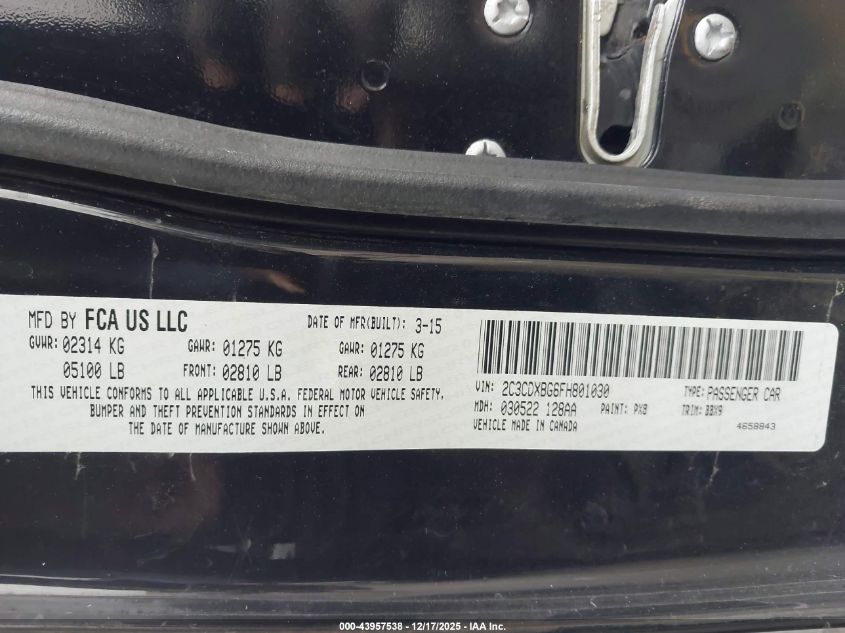 MFD BY FCA US LLC
DATE OF MFR(BUILT): 3-15
GVWR: 02314 KG GAWR: 01275 KG GAWR: 01275 KG
05100 LB FRONT: 02810 LB REAR: 02810 LB
THIS VEHICLE CONFORMS TO ALL APPLICABLE U.S.A. FEDERAL MOTOR VEHICLE SAFETY,
BUMPER AND THEFT PREVENTION STANDARDS IN EFFECT ON
THE DATE OF MANUFACTURE SHOWN ABOVE.
VIN: 2C3CDXBG6FH801030 TYPE: PASSENGER CAR
MDH: 030522 128AA PAINT: PX8 TRIM: BBX9
VEHICLE MADE IN CANADA 4658843
000-43957538 - 12/17/2025 - IAA Inc.